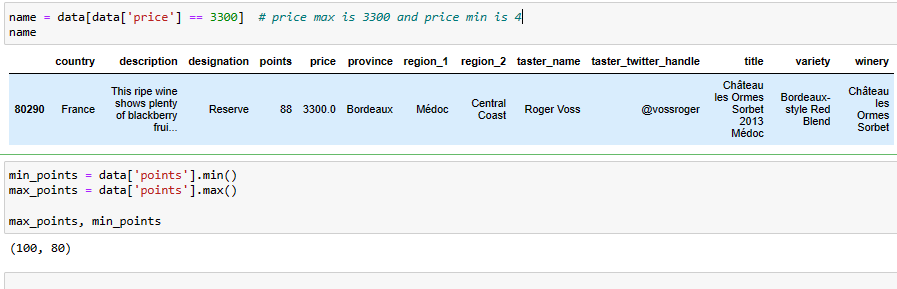 name = data[data['price'] == 3300]  # price max is 3300 and price min is 4
name
country description designation points price province region_1 region_2 taster_name taster_twitter_handle title variety winery
80290 France This ripe wine shows plenty of blackberry frui... Reserve 88 3300.0 Bordeaux Médoc Central Coast Roger Voss @vossroger Château les Ormes Sorbet 2013 Médoc Bordeaux-style Red Blend Château les Ormes Sorbet
min_points = data['points'].min()
max_points = data['points'].max()
max_points, min_points
(100, 80)